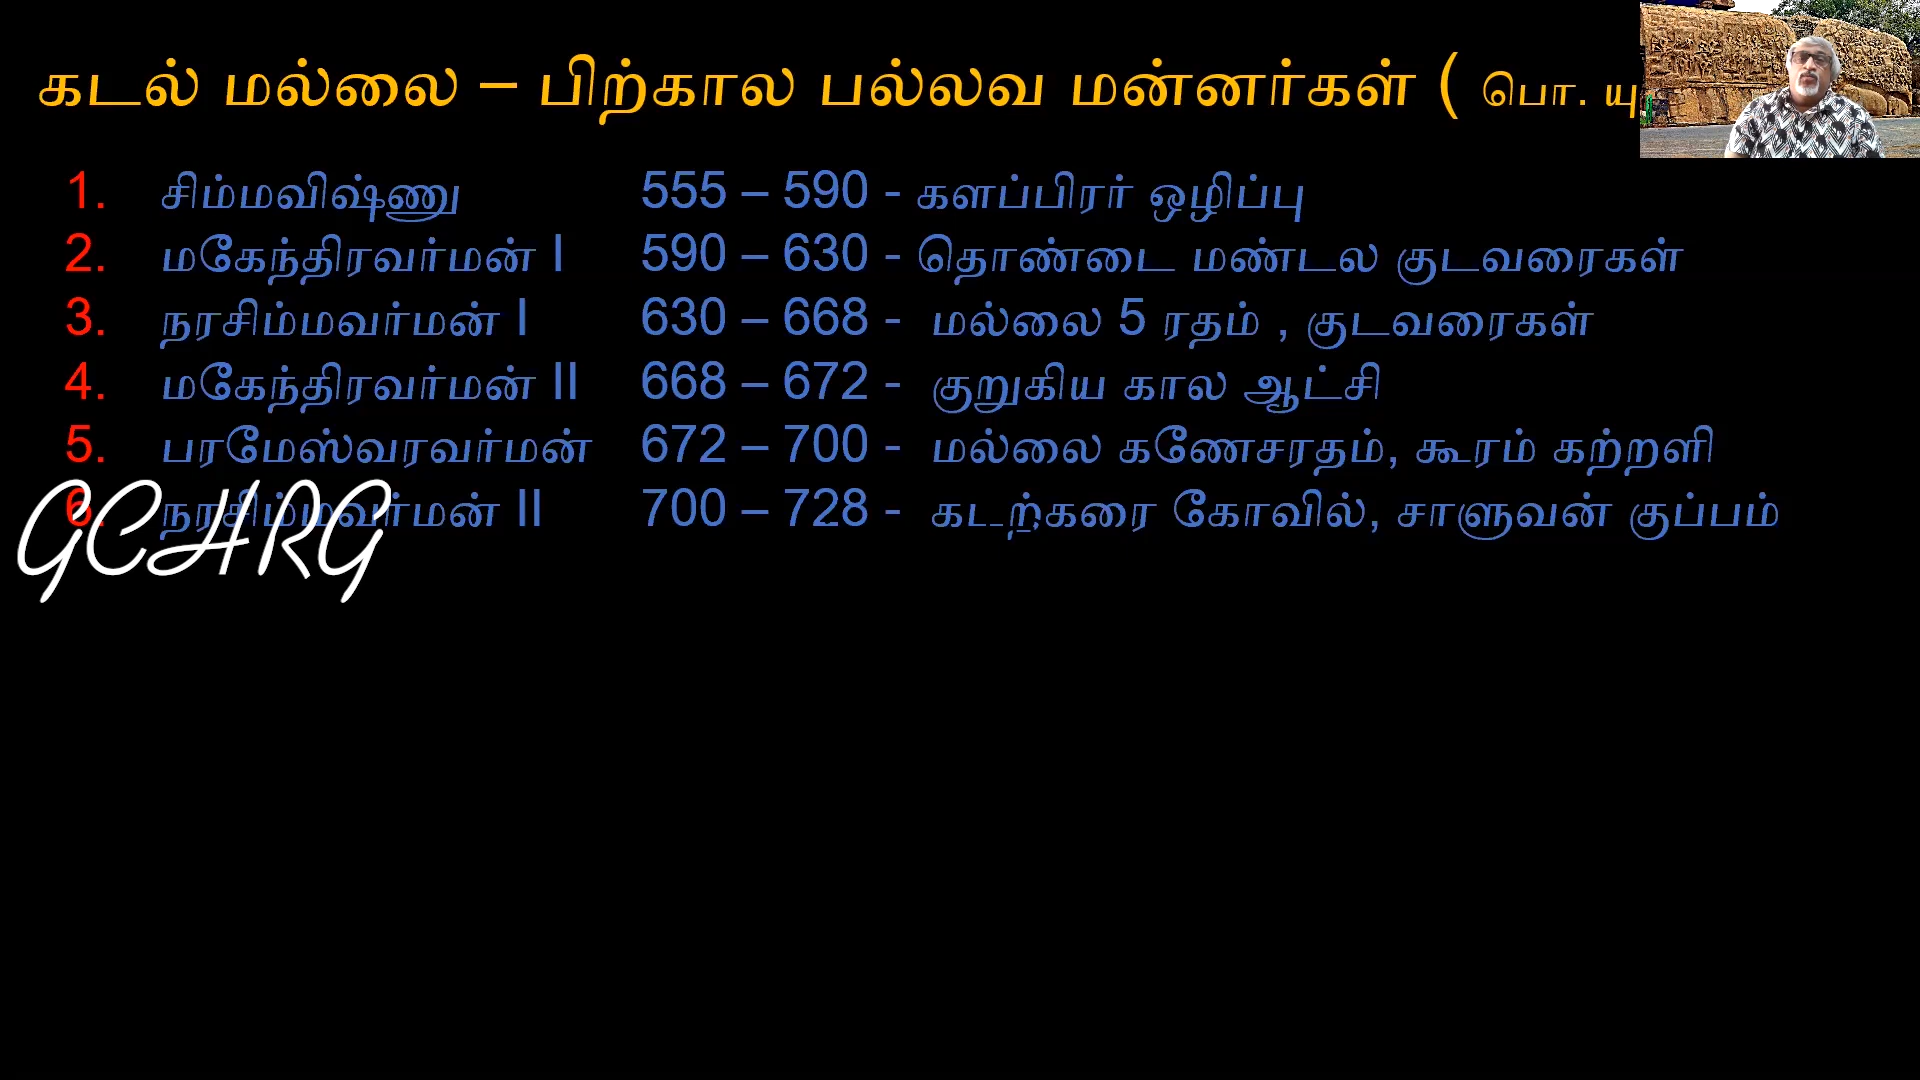 கடல் மல்லை – பிற்கால பல்லவ மன்னர்கள் ( பொ. யு
1. சிம்மவிஷ்ணு 555 – 590 - களப்பிரர் ஒழிப்பு
2. மகேந்திரவர்மன் I 590 – 630 - தொண்டை மண்டல குடவரைகள்
3. நரசிம்மவர்மன் I 630 – 668 - மல்லை 5 ரதம் , குடவரைகள்
4. மகேந்திரவர்மன் II 668 – 672 - குறுகிய கால ஆட்சி
5. பரமேஸ்வரவர்மன் 672 – 700 - மல்லை கணேசரதம், கூரம் கற்றளி
6. நரசிம்மவர்மன் II 700 – 728 - கடற்கரை கோவில், சாளுவன் குப்பம்
GCHRG